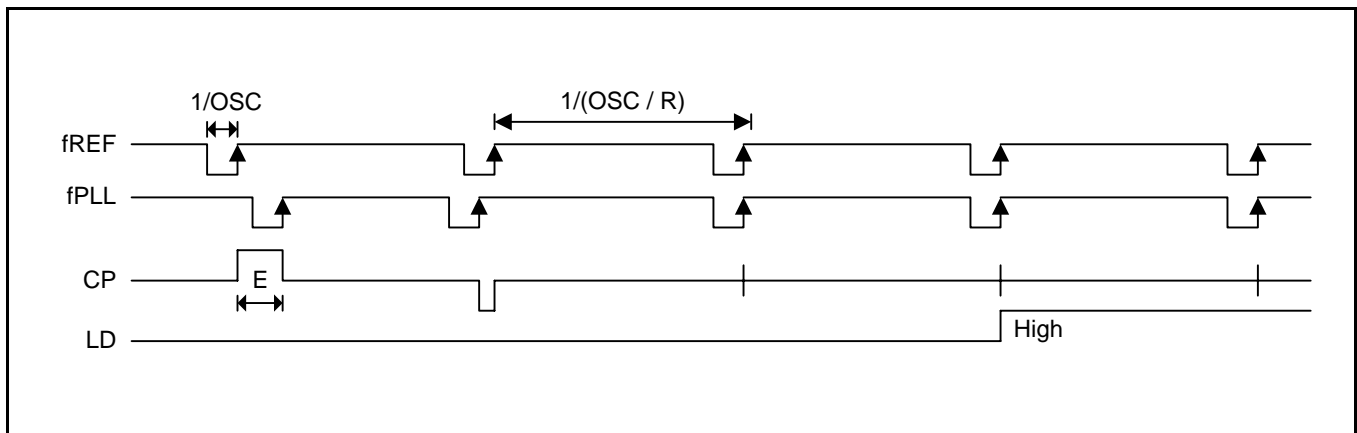 1/OSC
1/(OSC / R)
fREF
fPLL
CP
E
LD
High